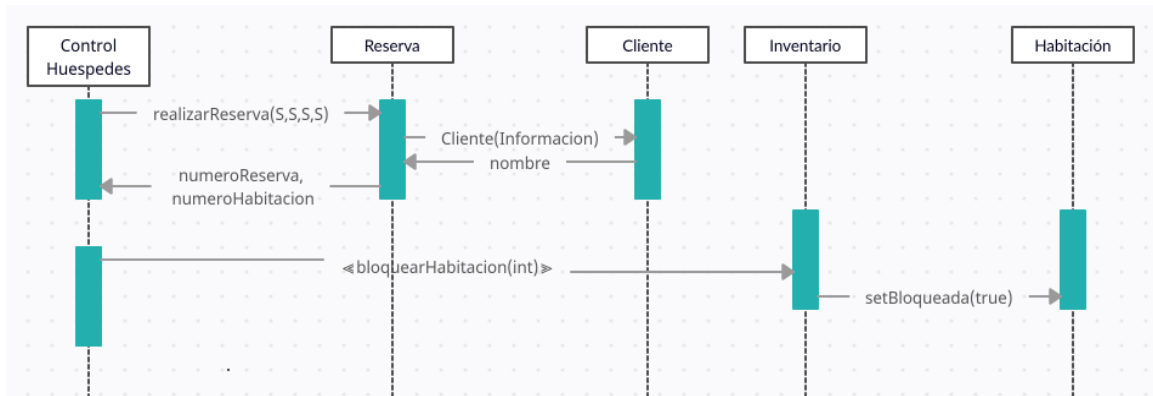 Control
Huespedes
Reserva
Cliente
Inventario
Habitación
realizarReserva(S,S,S,S)
Cliente(Informacion)
nombre
numeroReserva,
numeroHabitacion
⪡bloquearHabitacion(int)⪢
setBloqueada(true)